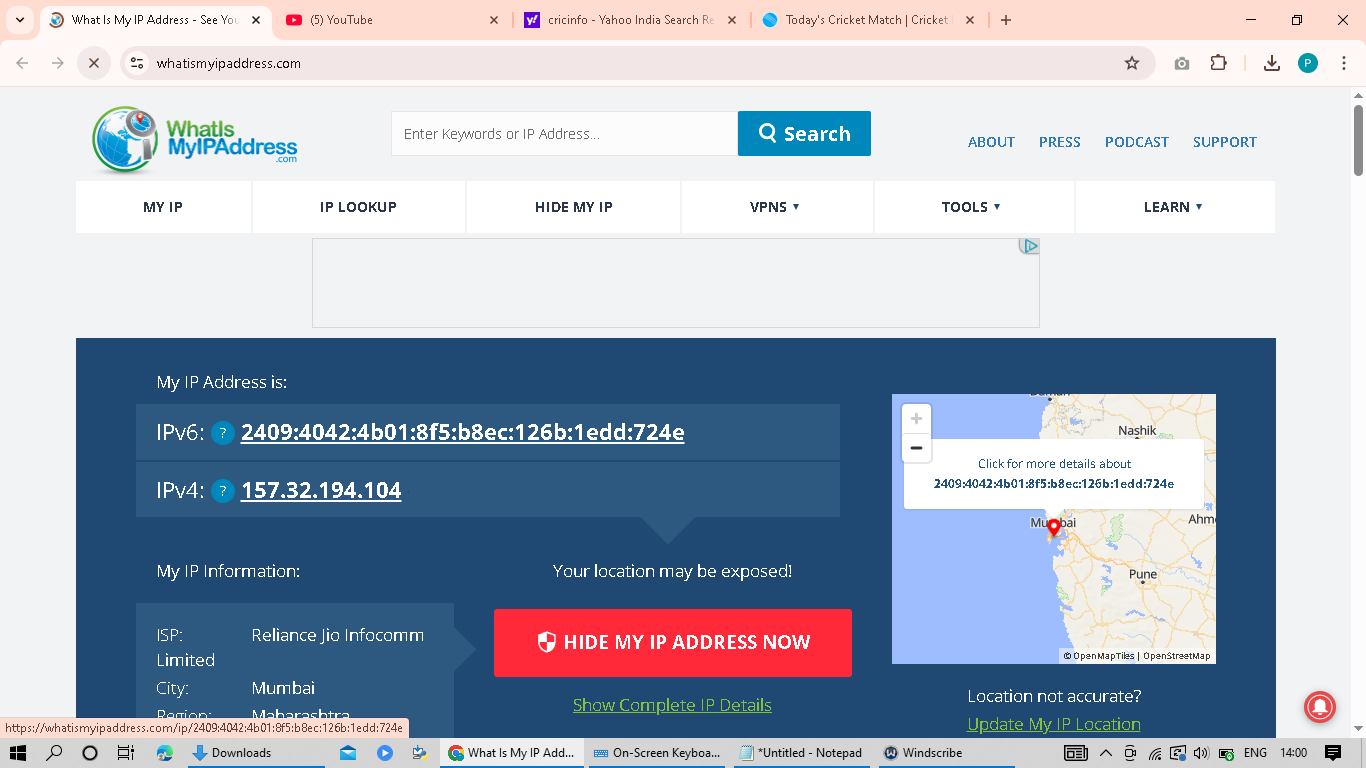 What Is My IP Address - See You
(5) YouTube
cricinfo - Yahoo India Search Re
Today's Cricket Match | Cricket
whatismyipaddress.com
P
WhatIs
MyIPAddress
.com
Enter Keywords or IP Address...
Search
ABOUT PRESS PODCAST SUPPORT
MY IP IP LOOKUP HIDE MY IP VPNS TOOLS LEARN
My IP Address is:
IPv6: ? 2409:4042:4b01:8f5:b8ec:126b:1edd:724e
IPv4: ? 157.32.194.104
My IP Information:
ISP: Reliance Jio Infocomm
Limited
City: Mumbai
Region: Maharashtra
Your location may be exposed!
HIDE MY IP ADDRESS NOW
Show Complete IP Details
Daman
Nashik
+
−
Click for more details about
2409:4042:4b01:8f5:b8ec:126b:1edd:724e
Mumbai
Ahm
Pune
© OpenMapTiles | OpenStreetMap
Location not accurate?
Update My IP Location
https://whatismyipaddress.com/ip/2409:4042:4b01:8f5:b8ec:126b:1edd:724e
Downloads
What Is My IP Add...
On-Screen Keyboa...
*Untitled - Notepad
Windscribe
ENG
14:00